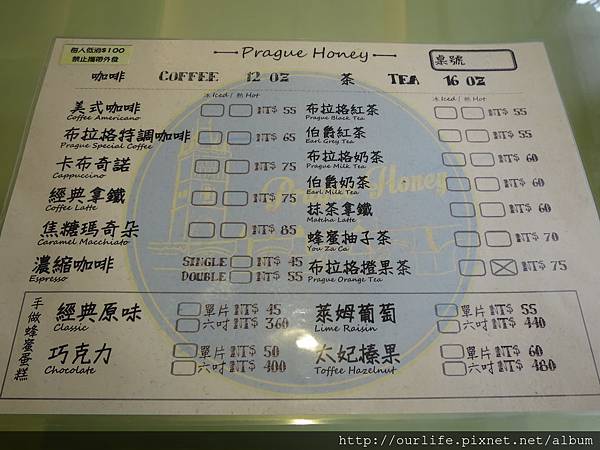 每人低消$100
禁止攜帶外食
Prague Honey
桌號
咖啡 COFFEE 12 OZ
冰 Iced / 熱 Hot
美式咖啡 NT$ 55
Coffee Americano
布拉格特調咖啡 NT$ 65
Prague Special Coffee
卡布奇諾 NT$ 75
Cappuccino
經典拿鐵 NT$ 75
Coffee Latte
焦糖瑪奇朵 NT$ 85
Caramel Macchiato
濃縮咖啡 SINGLE NT$ 45
Espresso DOUBLE NT$ 55
茶 TEA 16 OZ
冰 Iced / 熱 Hot
布拉格紅茶 NT$ 55
Prague Black Tea
伯爵紅茶 NT$ 55
Earl Grey Tea
布拉格奶茶 NT$ 60
Prague Milk Tea
伯爵奶茶 NT$ 60
Earl Milk Tea
抹茶拿鐵 NT$ 60
Matcha Latte
蜂蜜柚子茶 NT$ 70
You Za Ca
布拉格橙果茶 NT$ 75
Prague Orange Tea
Prague Honey
手做蜂蜜蛋糕
經典原味 單片 NT$ 45
Classic 六吋 NT$ 360
巧克力 單片 NT$ 50
Chocolate 六吋 NT$ 400
萊姆葡萄 單片 NT$ 55
Lime Raisin 六吋 NT$ 440
太妃榛果 單片 NT$ 60
Toffee Hazelnut 六吋 NT$ 480
http://ourlife.pixnet.net/album